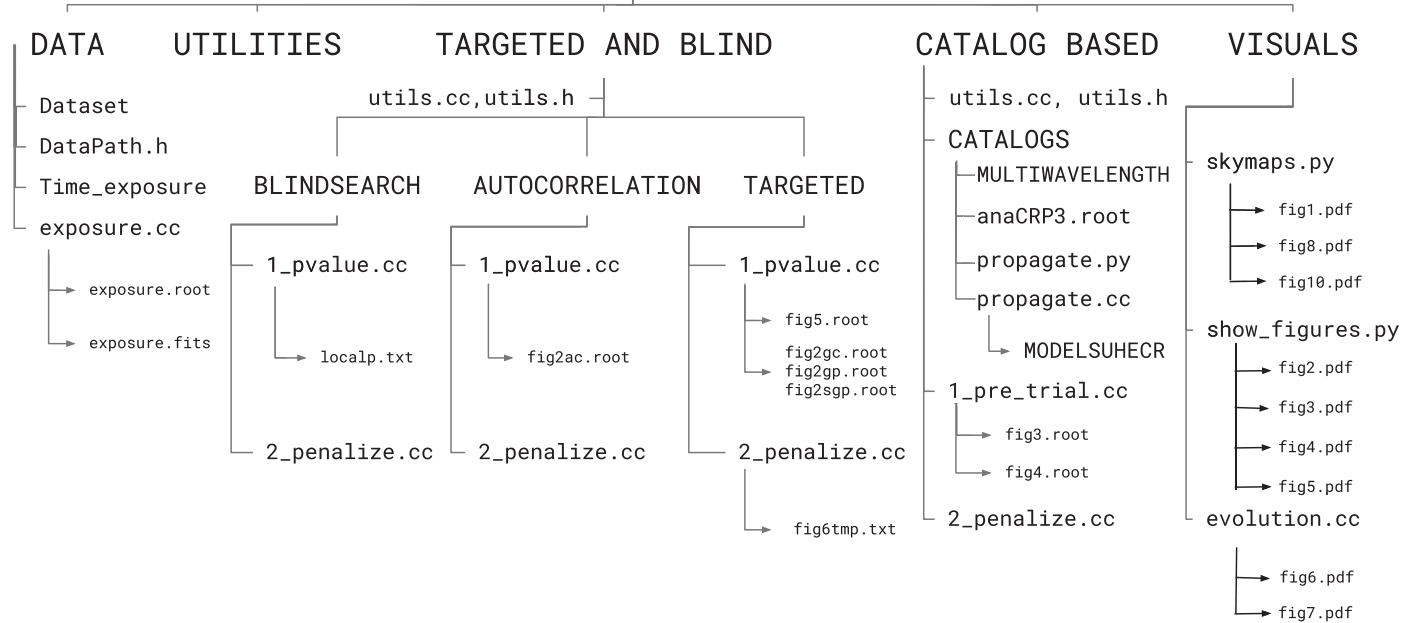 DATA
UTILITIES
TARGETED AND BLIND
CATALOG BASED
VISUALS
Dataset
DataPath.h
Time_exposure
exposure.cc
exposure.root
exposure.fits
utils.cc,utils.h
BLINDSEARCH
1_pvalue.cc
localp.txt
2_penalize.cc
AUTOCORRELATION
1_pvalue.cc
fig2ac.root
2_penalize.cc
TARGETED
1_pvalue.cc
fig5.root
fig2gc.root
fig2gp.root
fig2sgp.root
2_penalize.cc
fig6tmp.txt
utils.cc, utils.h
CATALOGS
MULTIWAVELENGTH
anaCRP3.root
propagate.py
propagate.cc
MODELSUHECR
1_pre_trial.cc
fig3.root
fig4.root
2_penalize.cc
skymaps.py
fig1.pdf
fig8.pdf
fig10.pdf
show_figures.py
fig2.pdf
fig3.pdf
fig4.pdf
fig5.pdf
evolution.cc
fig6.pdf
fig7.pdf